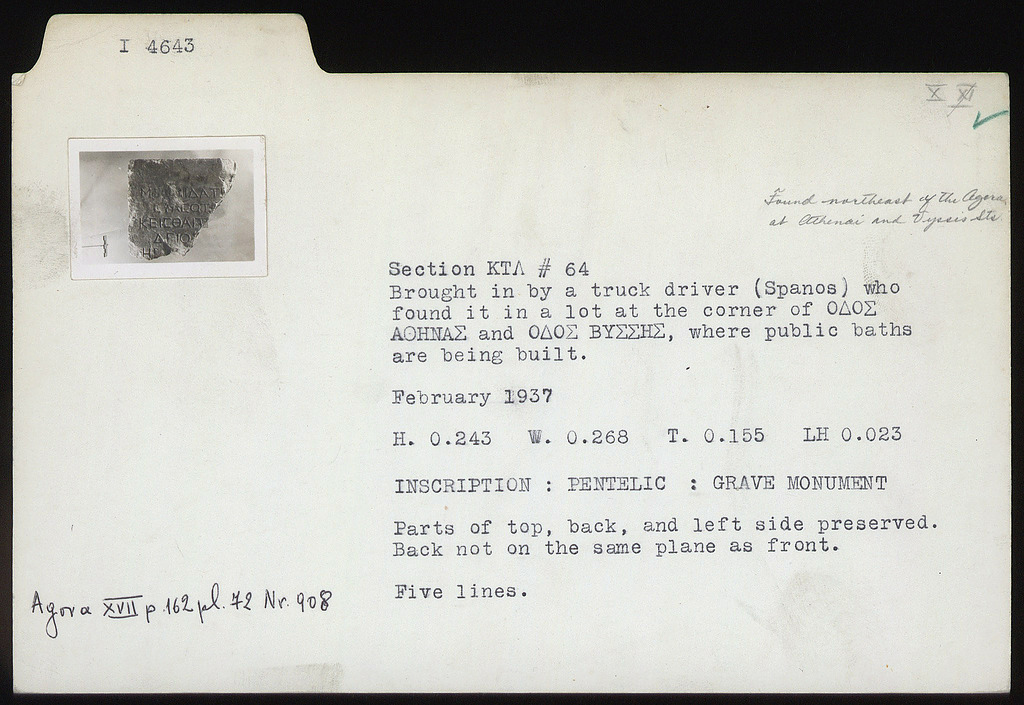 I 4643
X XI
Found northeast of the Agora
at Athenai and Vyssis Sts.
Section ΚΤΛ # 64
Brought in by a truck driver (Spanos) who
found it in a lot at the corner of ΟΔΟΣ
ΑΘΗΝΑΣ and ΟΔΟΣ ΒΥΣΣΗΣ, where public baths
are being built.
February 1937
H. 0.243 W. 0.268 T. 0.155 LH 0.023
INSCRIPTION : PENTELIC : GRAVE MONUMENT
Parts of top, back, and left side preserved.
Back not on the same plane as front.
Five lines.
Agora XVII p. 162 pl. 72 Nr. 908